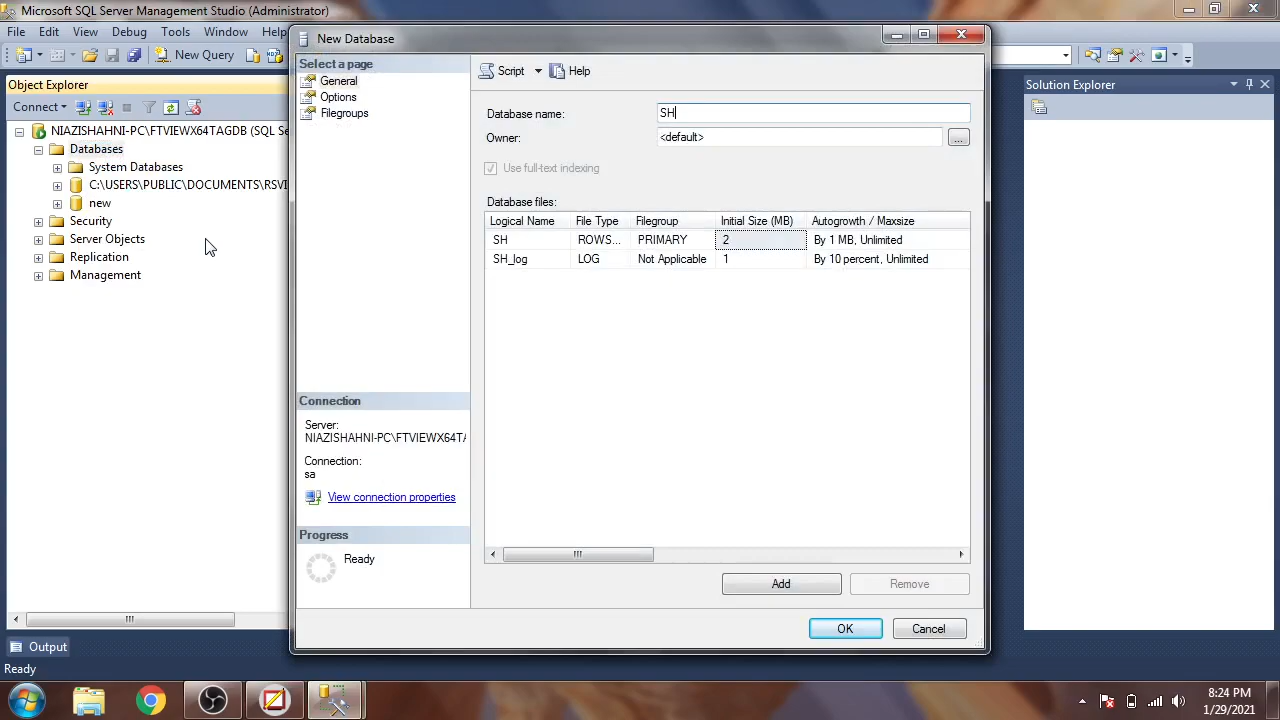 Microsoft SQL Server Management Studio (Administrator)
File Edit View Debug Tools Window Help
New Query
Object Explorer
Connect
NIAZISHAHNI-PC\FTVIEWX64TAGDB (SQL Se
Databases
System Databases
C:\USERS\PUBLIC\DOCUMENTS\RSVI
new
Security
Server Objects
Replication
Management
New Database
Select a page
General
Options
Filegroups
Script Help
Database name: SH
Owner: <default> ...
Use full-text indexing
Database files:
Logical Name File Type Filegroup Initial Size (MB) Autogrowth / Maxsize
SH ROWS... PRIMARY 2 By 1 MB, Unlimited
SH_log LOG Not Applicable 1 By 10 percent, Unlimited
Connection
Server:
NIAZISHAHNI-PC\FTVIEWX64TA
Connection:
sa
View connection properties
Progress
Ready
Add Remove
OK Cancel
Solution Explorer
Output
Ready
8:24 PM
1/29/2021